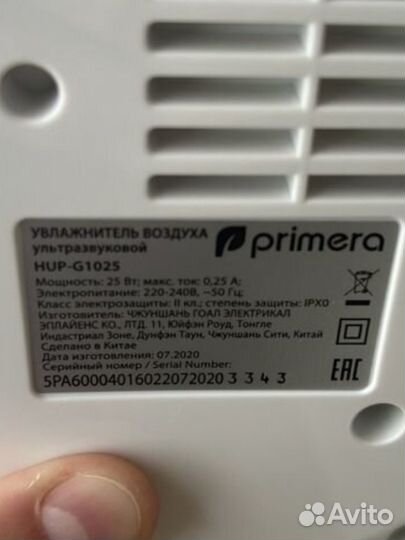 УВЛАЖНИТЕЛЬ ВОЗДУХА
ультразвуковой
primera
HUP-G1025
Мощность: 25 Вт; макс. ток: 0,25 А;
Электропитание: 220-240В, ~50 Гц;
Класс электрозащиты: II кл.; степень защиты: IPX0
Изготовитель: ЧЖУНШАНЬ ГОАЛ ЭЛЕКТРИКАЛ
ЭПЛАЙЕНС КО., ЛТД. 11, Юйфэн Роуд, Тонгле
Индастриал Зоне, Дунфэн Таун, Чжуншань Сити, Китай
Сделано в Китае
Дата изготовления: 07.2020
Серийный номер / Serial Number:
5PA60004016022072020 3 3 4 3
EAC
Avito